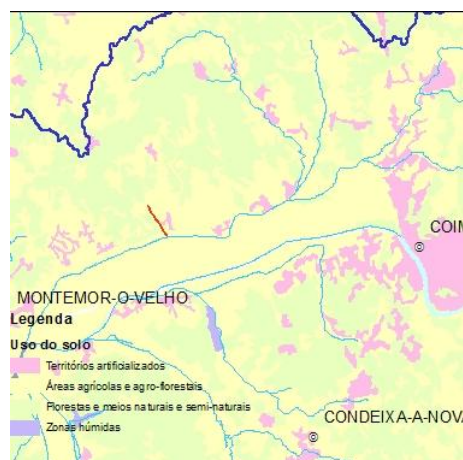 COIM
MONTEMOR-O-VELHO
Legenda
Uso do solo
Territórios artificializados
Áreas agrícolas e agro-florestais
Florestas e meios naturais e semi-naturais
Zonas húmidas
CONDEIXA-A-NOVA